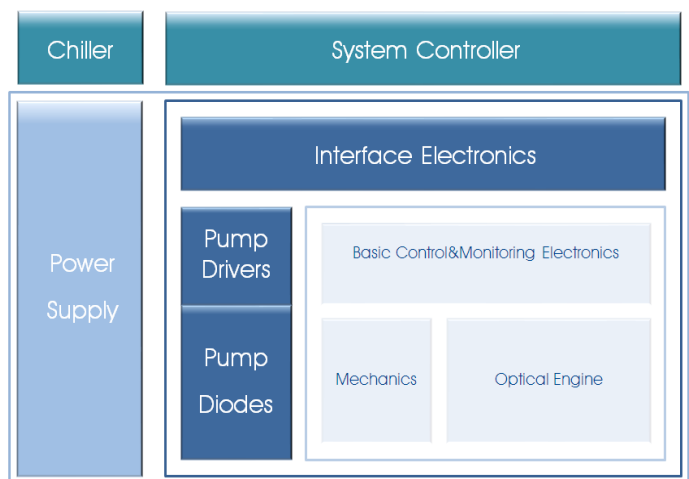 Chiller
System Controller
Interface Electronics
Power
Supply
Pump
Drivers
Basic Control&Monitoring Electronics
Pump
Diodes
Mechanics
Optical Engine